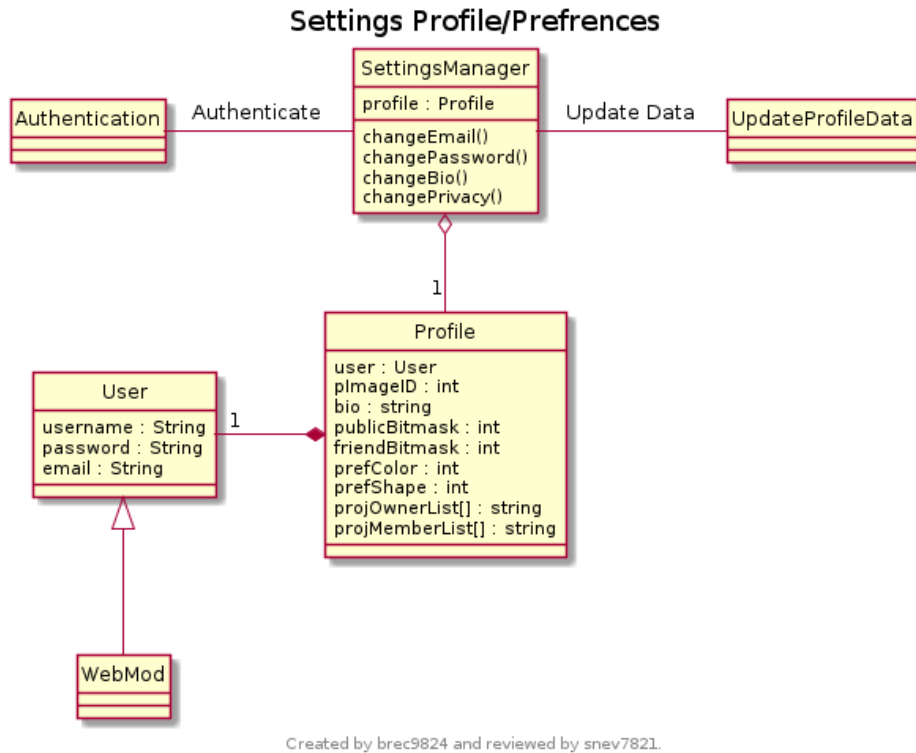 Settings Profile/Prefrences
SettingsManager
profile : Profile
changeEmail()
changePassword()
changeBio()
changePrivacy()
Authentication
Authenticate
Update Data
UpdateProfileData
1
Profile
user : User
pImageID : int
bio : string
publicBitmask : int
friendBitmask : int
prefColor : int
prefShape : int
projOwnerList[] : string
projMemberList[] : string
User
username : String
password : String
email : String
1
WebMod
Created by brec9824 and reviewed by snev7821.